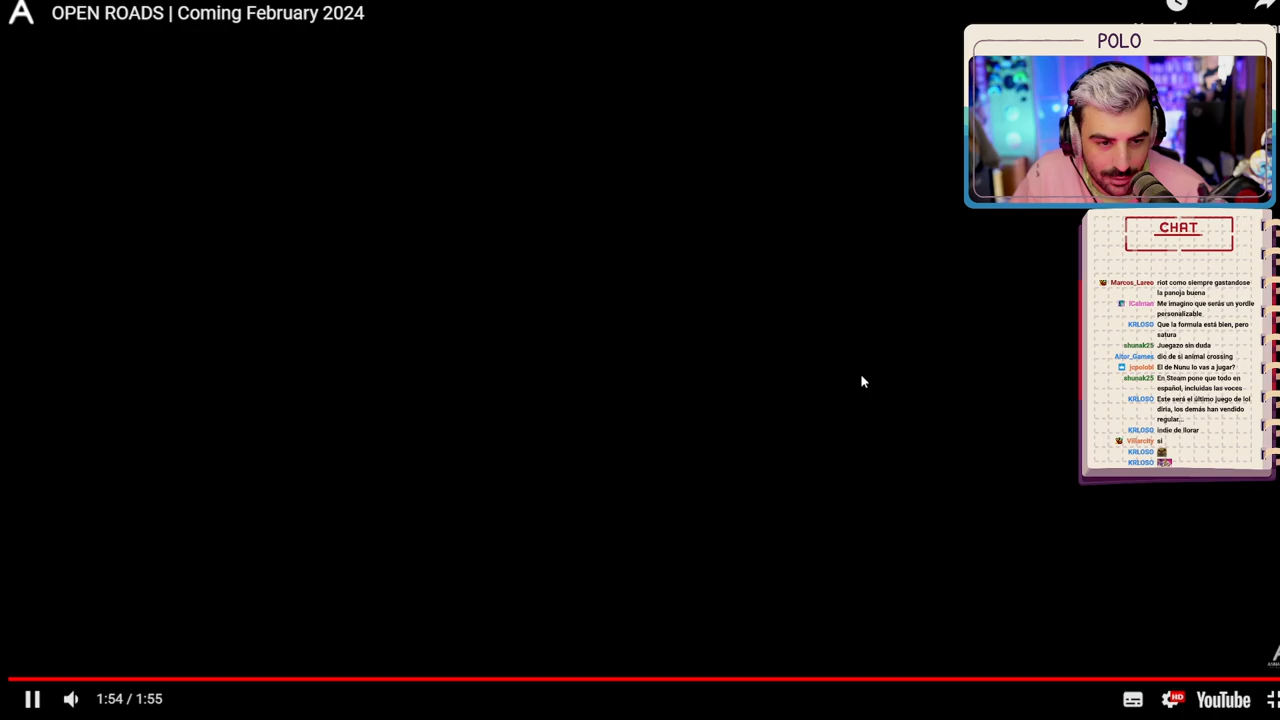 OPEN ROADS | Coming February 2024
POLO
CHAT
Marcos_Lareo riot como siempre gastandose
la panoja buena
Me imagino que serás un yordle
personalizable
KRLOSO Que la formula está bien, pero
satura
shunak25 Juegazo sin duda
Aitor_Games dio de si animal crossing
jcpolobl El de Nunu lo vas a jugar?
shunak25 En Steam pone que todo en
español, incluidas las voces
KRLOSO Este será el último juego de lol
diria, los demás han vendido
regular...
KRLOSO indie de llorar
Villarcity si
KRLOSO
KRLOSO
1:54 / 1:55
HD
YouTube